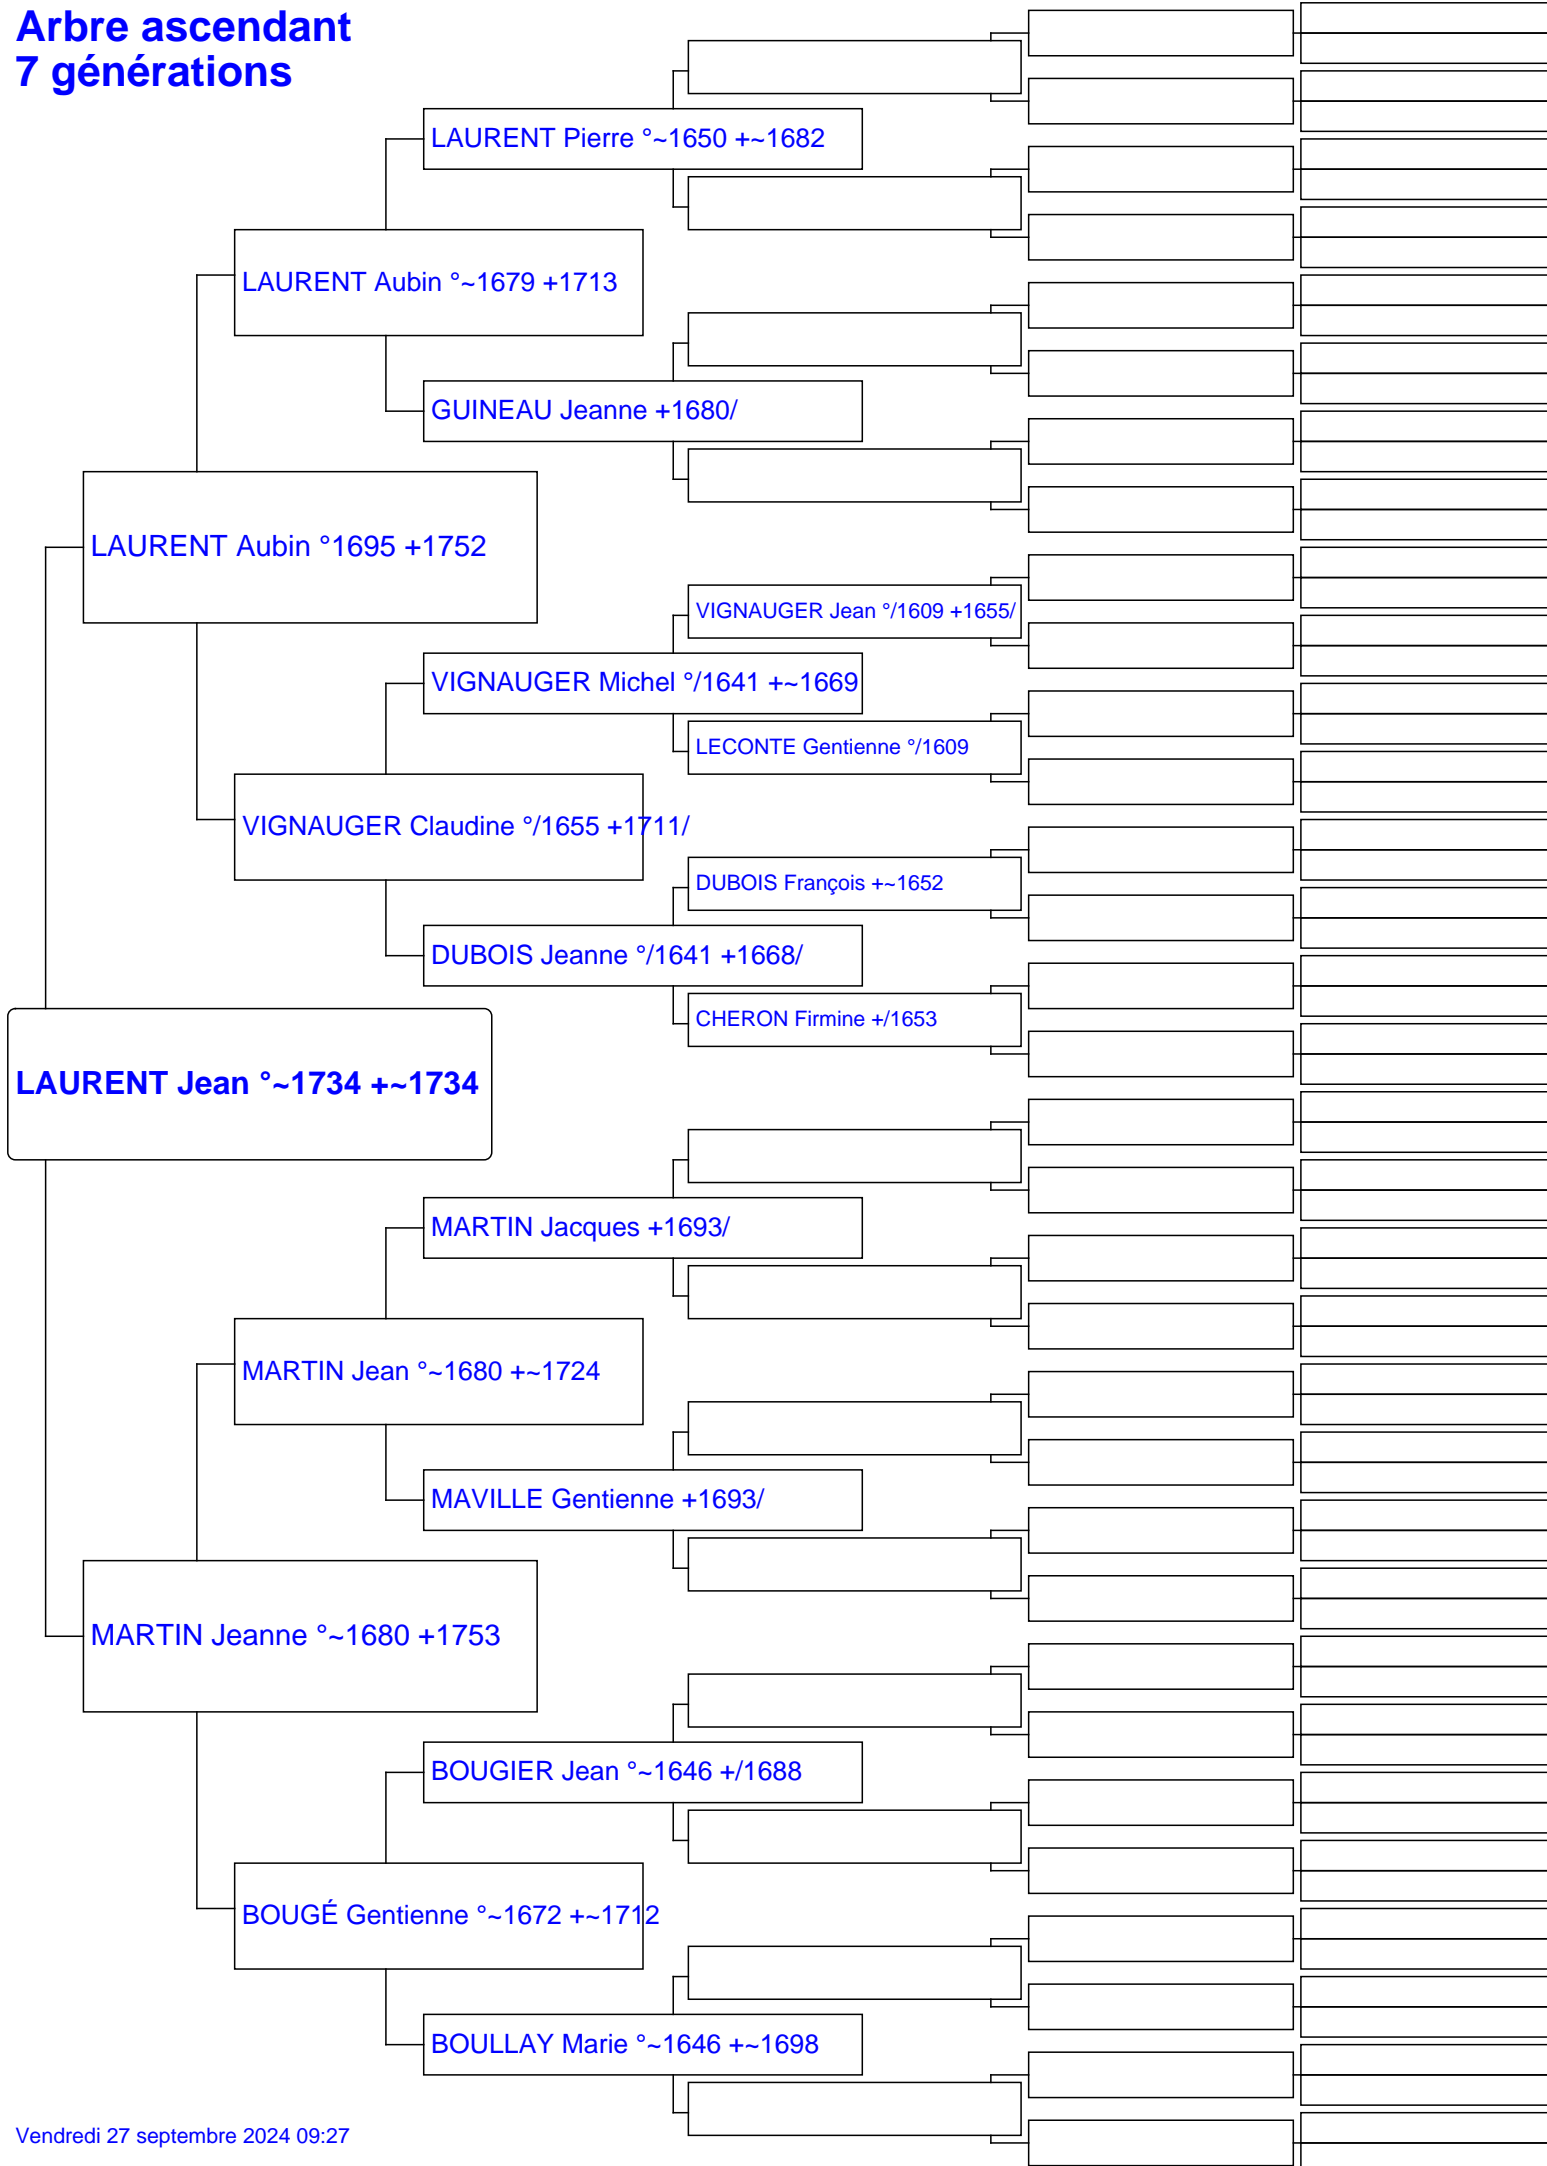 Arbre ascendant
7 générations
LAURENT Pierre °~1650 +~1682
LAURENT Aubin °~1679 +1713
GUINEAU Jeanne +1680/
LAURENT Aubin °1695 +1752
VIGNAUGER Jean °/1609 +1655/
VIGNAUGER Michel °/1641 +~1669
LECONTE Gentienne °/1609
VIGNAUGER Claudine °/1655 +1711/
DUBOIS François +~1652
DUBOIS Jeanne °/1641 +1668/
CHERON Firmine +/1653
LAURENT Jean °~1734 +~1734
MARTIN Jacques +1693/
MARTIN Jean °~1680 +~1724
MAVILLE Gentienne +1693/
MARTIN Jeanne °~1680 +1753
BOUGIER Jean °~1646 +/1688
BOUGÉ Gentienne °~1672 +~1712
BOULLAY Marie °~1646 +~1698
Vendredi 27 septembre 2024 09:27